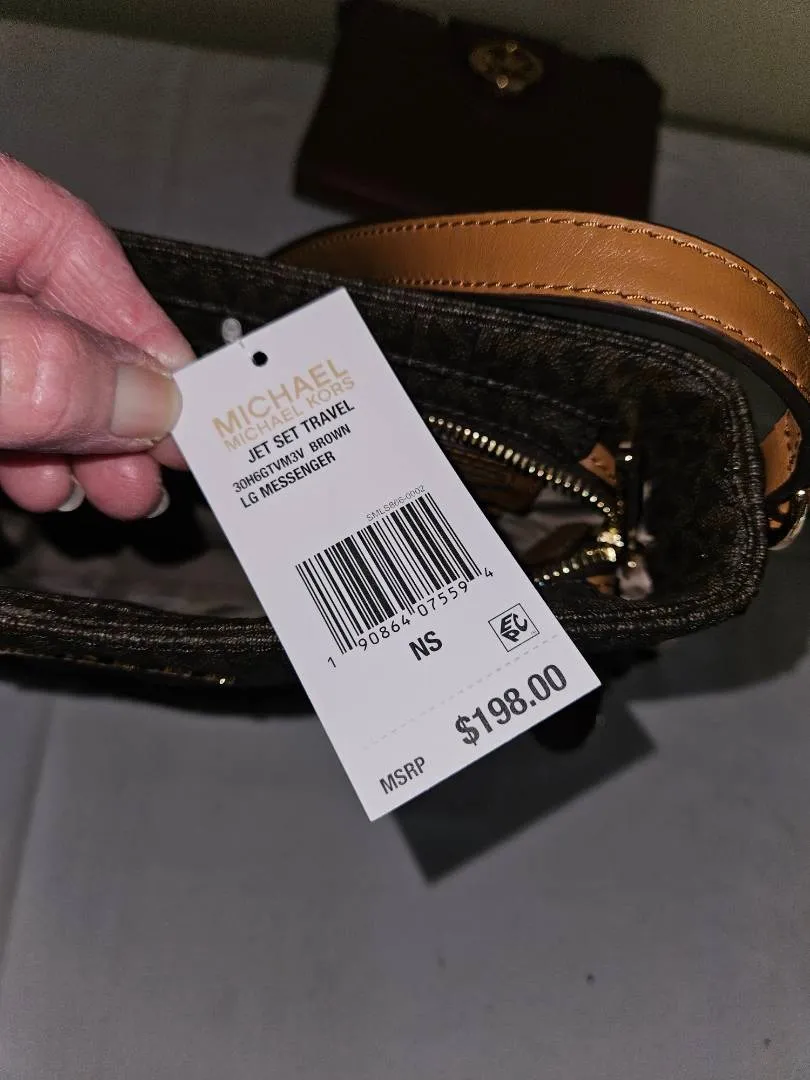 MICHAEL
MICHAEL KORS
JET SET TRAVEL
30H6GTVM3V BROWN
LG MESSENGER
SMLS866-0002
1 90864 07559 4
NS
EPC
MSRP $198.00